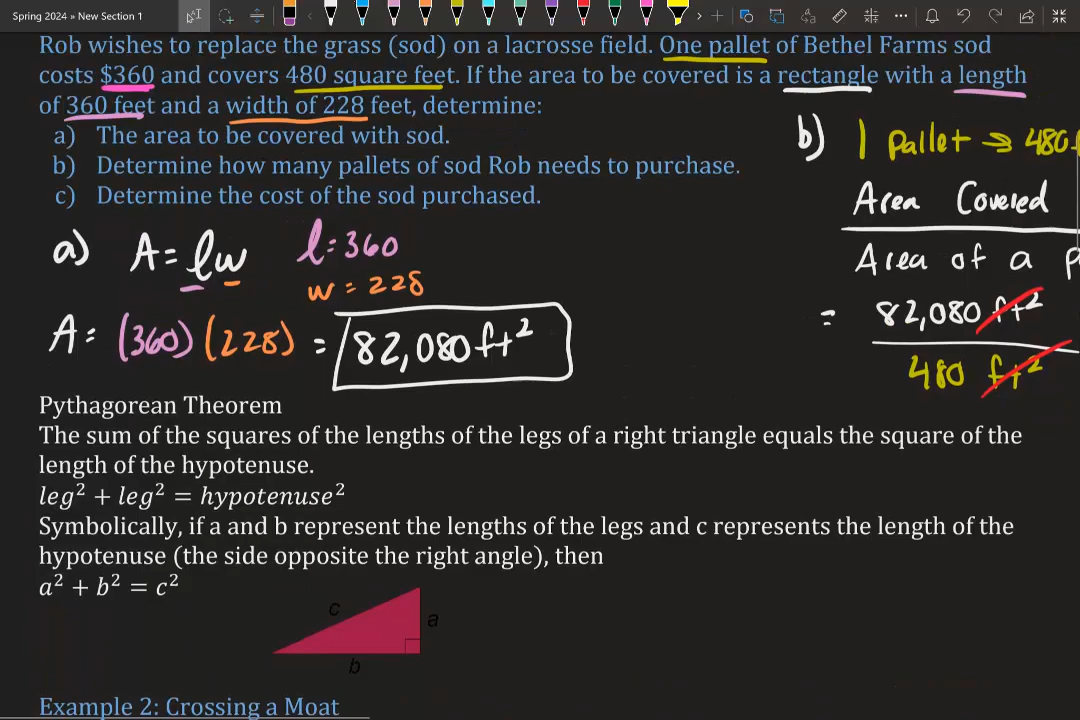 Spring 2024 » New Section 1
Rob wishes to replace the grass (sod) on a lacrosse field. One pallet of Bethel Farms sod
costs $360 and covers 480 square feet. If the area to be covered is a rectangle with a length
of 360 feet and a width of 228 feet, determine:
a) The area to be covered with sod.
b) Determine how many pallets of sod Rob needs to purchase.
c) Determine the cost of the sod purchased.
a) A = lw
l = 360
w = 228
A = (360) (228) = 82,080 ft²
b) 1 pallet → 480
Area Covered
Area of a
= 82,080 ft²
480 ft²
Pythagorean Theorem
The sum of the squares of the lengths of the legs of a right triangle equals the square of the
length of the hypotenuse.
leg² + leg² = hypotenuse²
Symbolically, if a and b represent the lengths of the legs and c represents the length of the
hypotenuse (the side opposite the right angle), then
a² + b² = c²
c
a
b
Example 2: Crossing a Moat